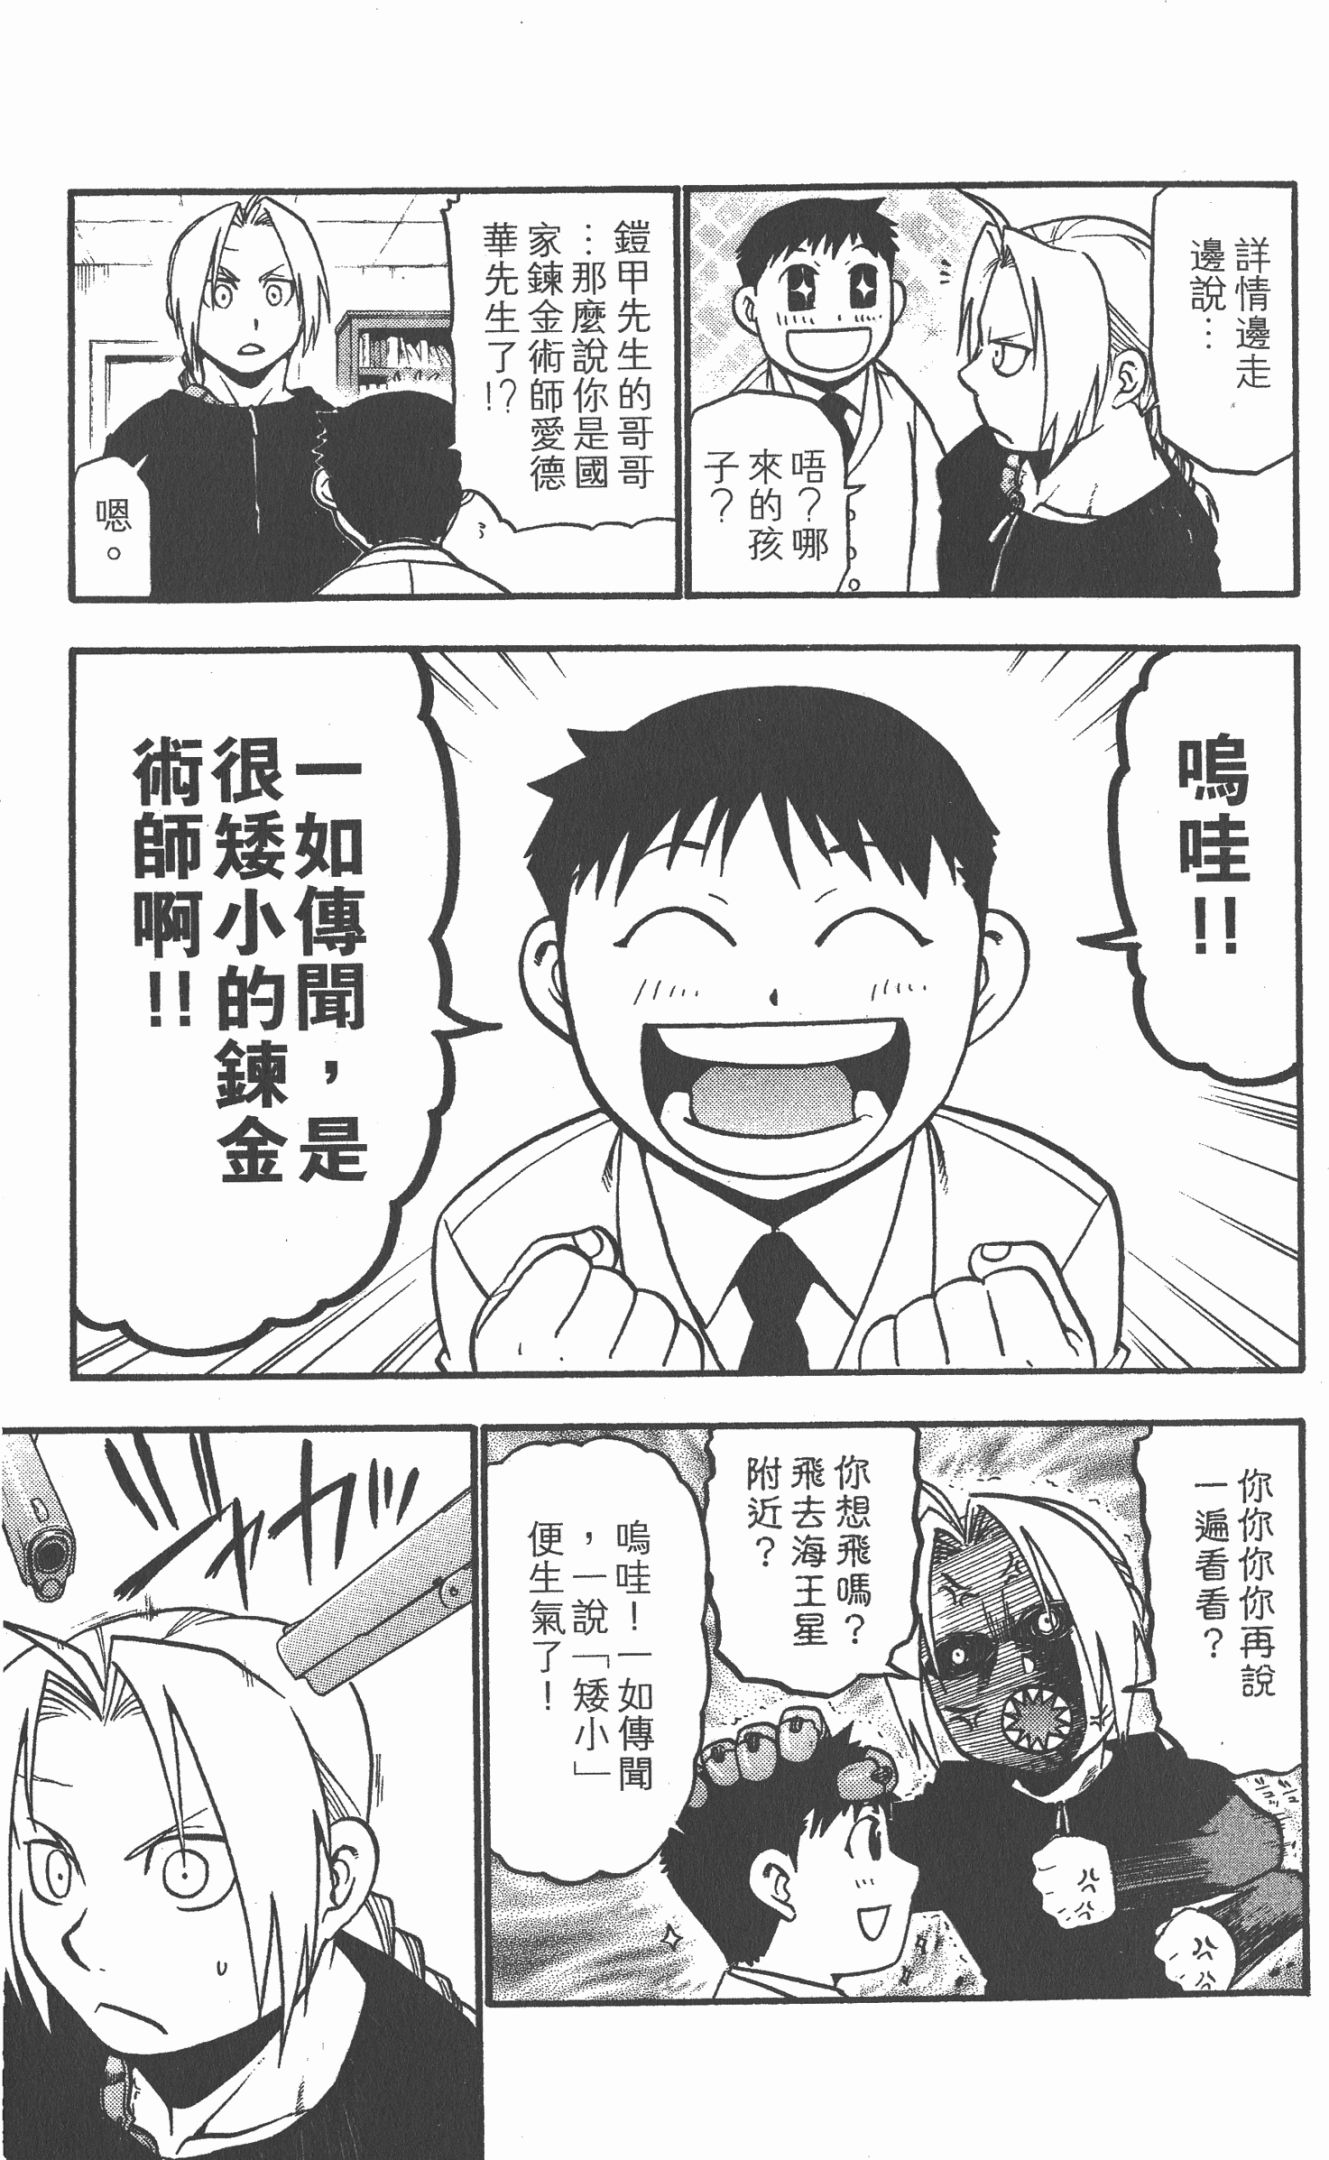 詳情邊走
邊說…
唔？哪
來的孩
子？
鎧甲先生的哥哥
…那麼說你是國
家鍊金術師愛德
華先生了!?
嗯。
嗚哇!!
一如傳聞，是
很矮小的鍊金
術師啊!!
你你你你再說
一遍看看？
你想飛嗎？
飛去海王星
附近？
嗚哇！一如傳聞
，一說「矮小」
便生氣了！
ガガッ